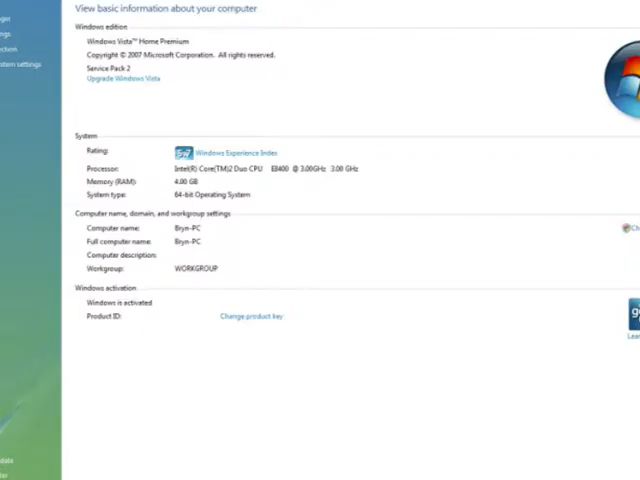 View basic information about your computer
Windows edition
Windows Vista™ Home Premium
Copyright © 2007 Microsoft Corporation. All rights reserved.
Service Pack 2
Upgrade Windows Vista
System
Rating:
Windows Experience Index
Processor: Intel(R) Core(TM)2 Duo CPU E8400 @ 3.00GHz 3.00 GHz
Memory (RAM): 4.00 GB
System type: 64-bit Operating System
Computer name, domain, and workgroup settings
Computer name: Bryn-PC
Full computer name: Bryn-PC
Computer description:
Workgroup: WORKGROUP
Windows activation
Windows is activated
Product ID: Change product key